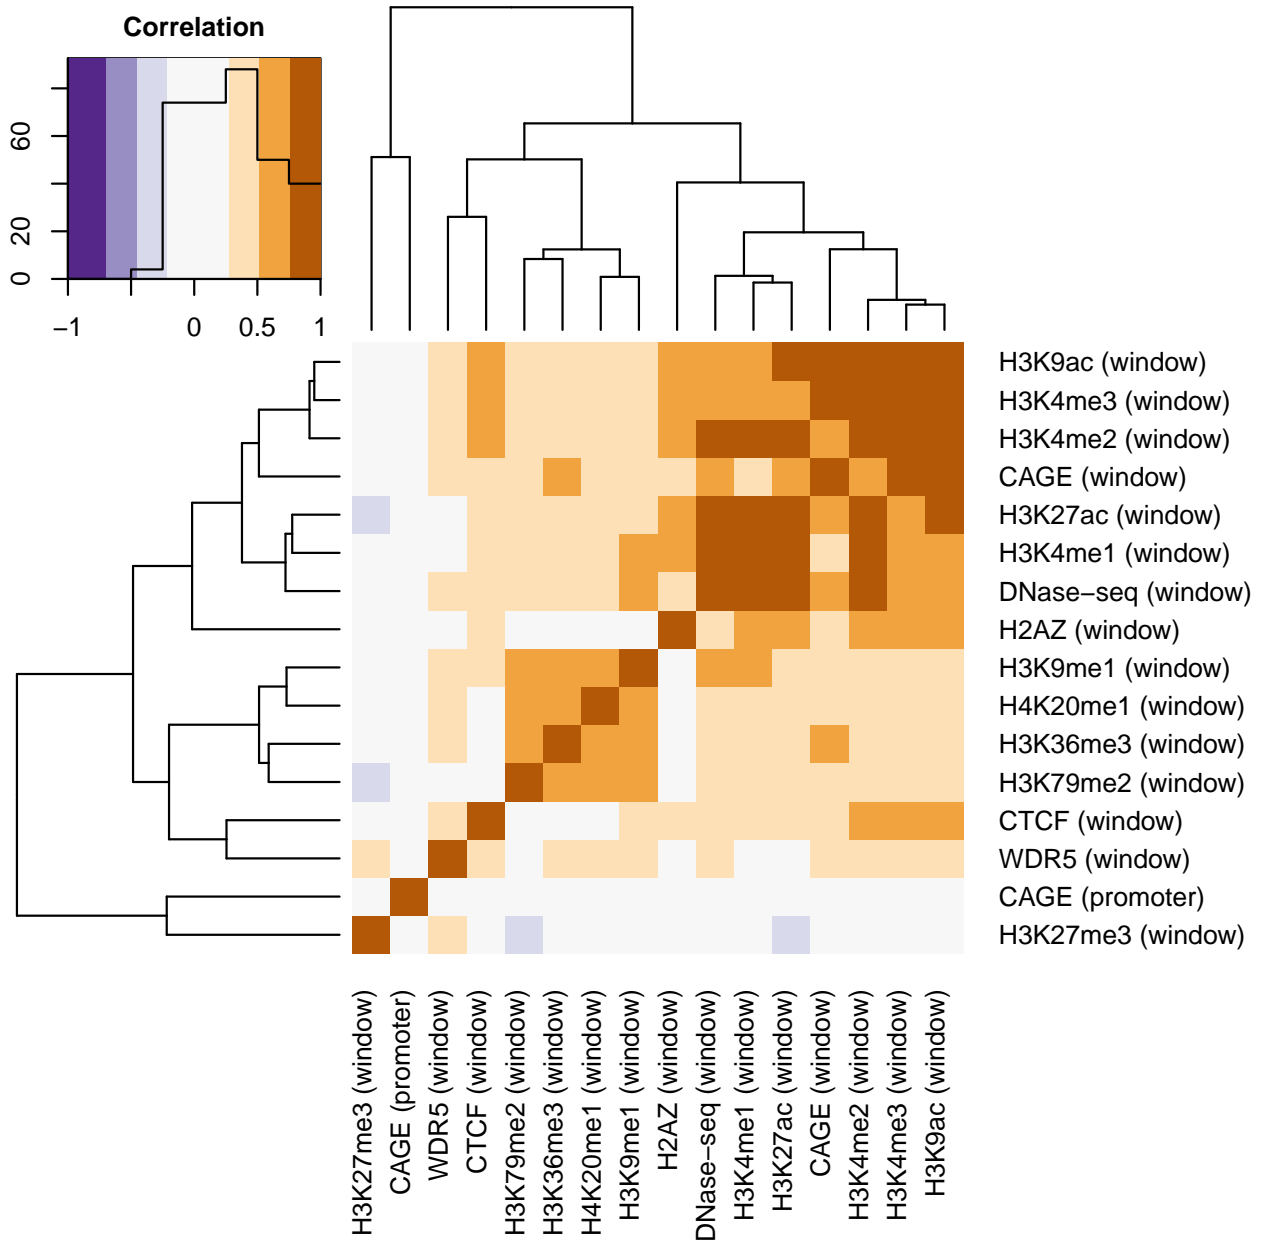 Correlation
0
20
60
−1
0
0.5
1
H3K9ac (window)
H3K4me3 (window)
H3K4me2 (window)
CAGE (window)
H3K27ac (window)
H3K4me1 (window)
DNase−seq (window)
H2AZ (window)
H3K9me1 (window)
H4K20me1 (window)
H3K36me3 (window)
H3K79me2 (window)
CTCF (window)
WDR5 (window)
CAGE (promoter)
H3K27me3 (window)
H3K27me3 (window)
CAGE (promoter)
WDR5 (window)
CTCF (window)
H3K79me2 (window)
H3K36me3 (window)
H4K20me1 (window)
H3K9me1 (window)
H2AZ (window)
DNase−seq (window)
H3K4me1 (window)
H3K27ac (window)
CAGE (window)
H3K4me2 (window)
H3K4me3 (window)
H3K9ac (window)